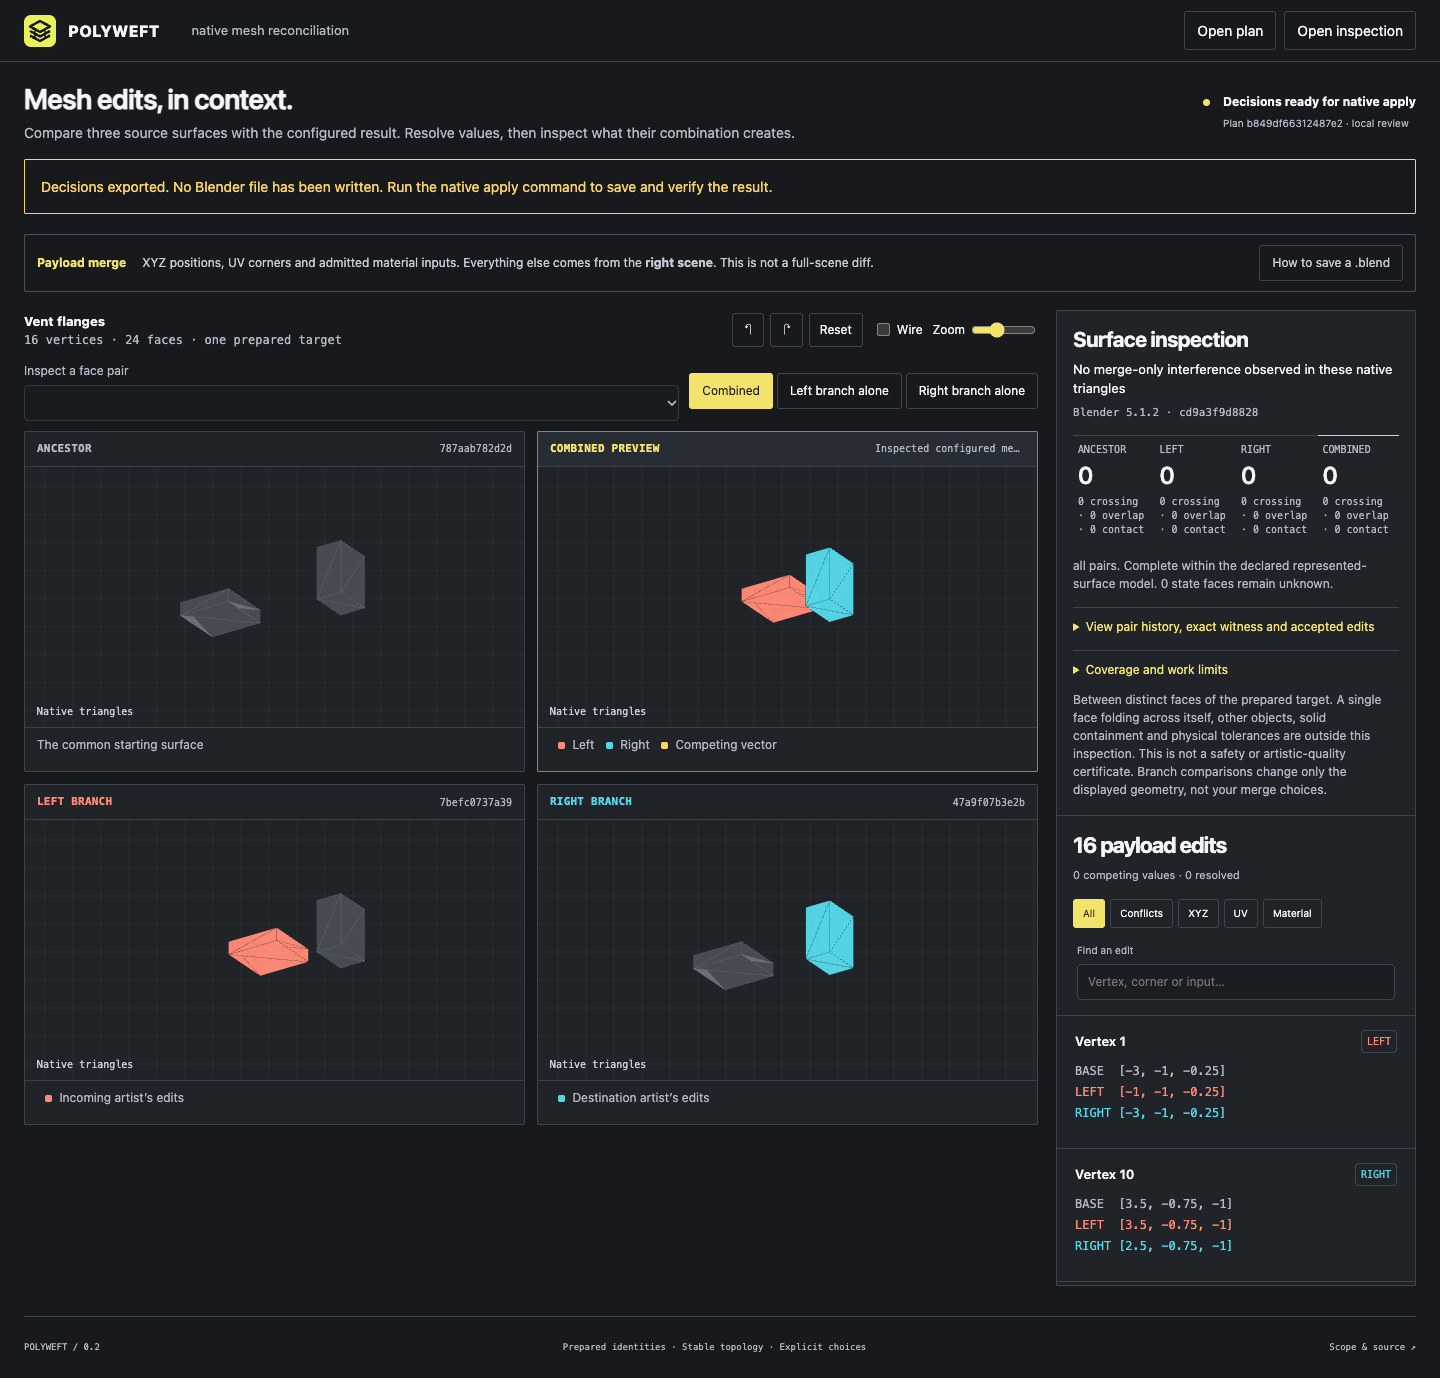 POLYWEFT
native mesh reconciliation
Open plan
Open inspection
Mesh edits, in context.
Compare three source surfaces with the configured result. Resolve values, then inspect what their combination creates.
Decisions ready for native apply
Plan b849df66312487e2 · local review
Decisions exported. No Blender file has been written. Run the native apply command to save and verify the result.
Payload merge
XYZ positions, UV corners and admitted material inputs. Everything else comes from the right scene. This is not a full-scene diff.
How to save a .blend
Vent flanges
16 vertices · 24 faces · one prepared target
Reset
Wire
Zoom
Inspect a face pair
Combined
Left branch alone
Right branch alone
ANCESTOR
787aab782d2d
Native triangles
The common starting surface
COMBINED PREVIEW
Inspected configured me…
Native triangles
Left
Right
Competing vector
LEFT BRANCH
7befc0737a39
Native triangles
Incoming artist's edits
RIGHT BRANCH
47a9f07b3e2b
Native triangles
Destination artist's edits
Surface inspection
No merge-only interference observed in these native
triangles
Blender 5.1.2 · cd9a3f9d8828
ANCESTOR
0
0 crossing
· 0 overlap
· 0 contact
LEFT
0
0 crossing
· 0 overlap
· 0 contact
RIGHT
0
0 crossing
· 0 overlap
· 0 contact
COMBINED
0
0 crossing
· 0 overlap
· 0 contact
all pairs. Complete within the declared represented-
surface model. 0 state faces remain unknown.
View pair history, exact witness and accepted edits
Coverage and work limits
Between distinct faces of the prepared target. A single
face folding across itself, other objects, solid
containment and physical tolerances are outside this
inspection. This is not a safety or artistic-quality
certificate. Branch comparisons change only the
displayed geometry, not your merge choices.
16 payload edits
0 competing values · 0 resolved
All
Conflicts
XYZ
UV
Material
Find an edit
Vertex, corner or input…
Vertex 1
LEFT
BASE [−3, −1, −0.25]
LEFT [−1, −1, −0.25]
RIGHT [−3, −1, −0.25]
Vertex 10
RIGHT
BASE [3.5, −0.75, −1]
LEFT [3.5, −0.75, −1]
RIGHT [2.5, −0.75, −1]
POLYWEFT / 0.2
Prepared identities · Stable topology · Explicit choices
Scope & source ↗